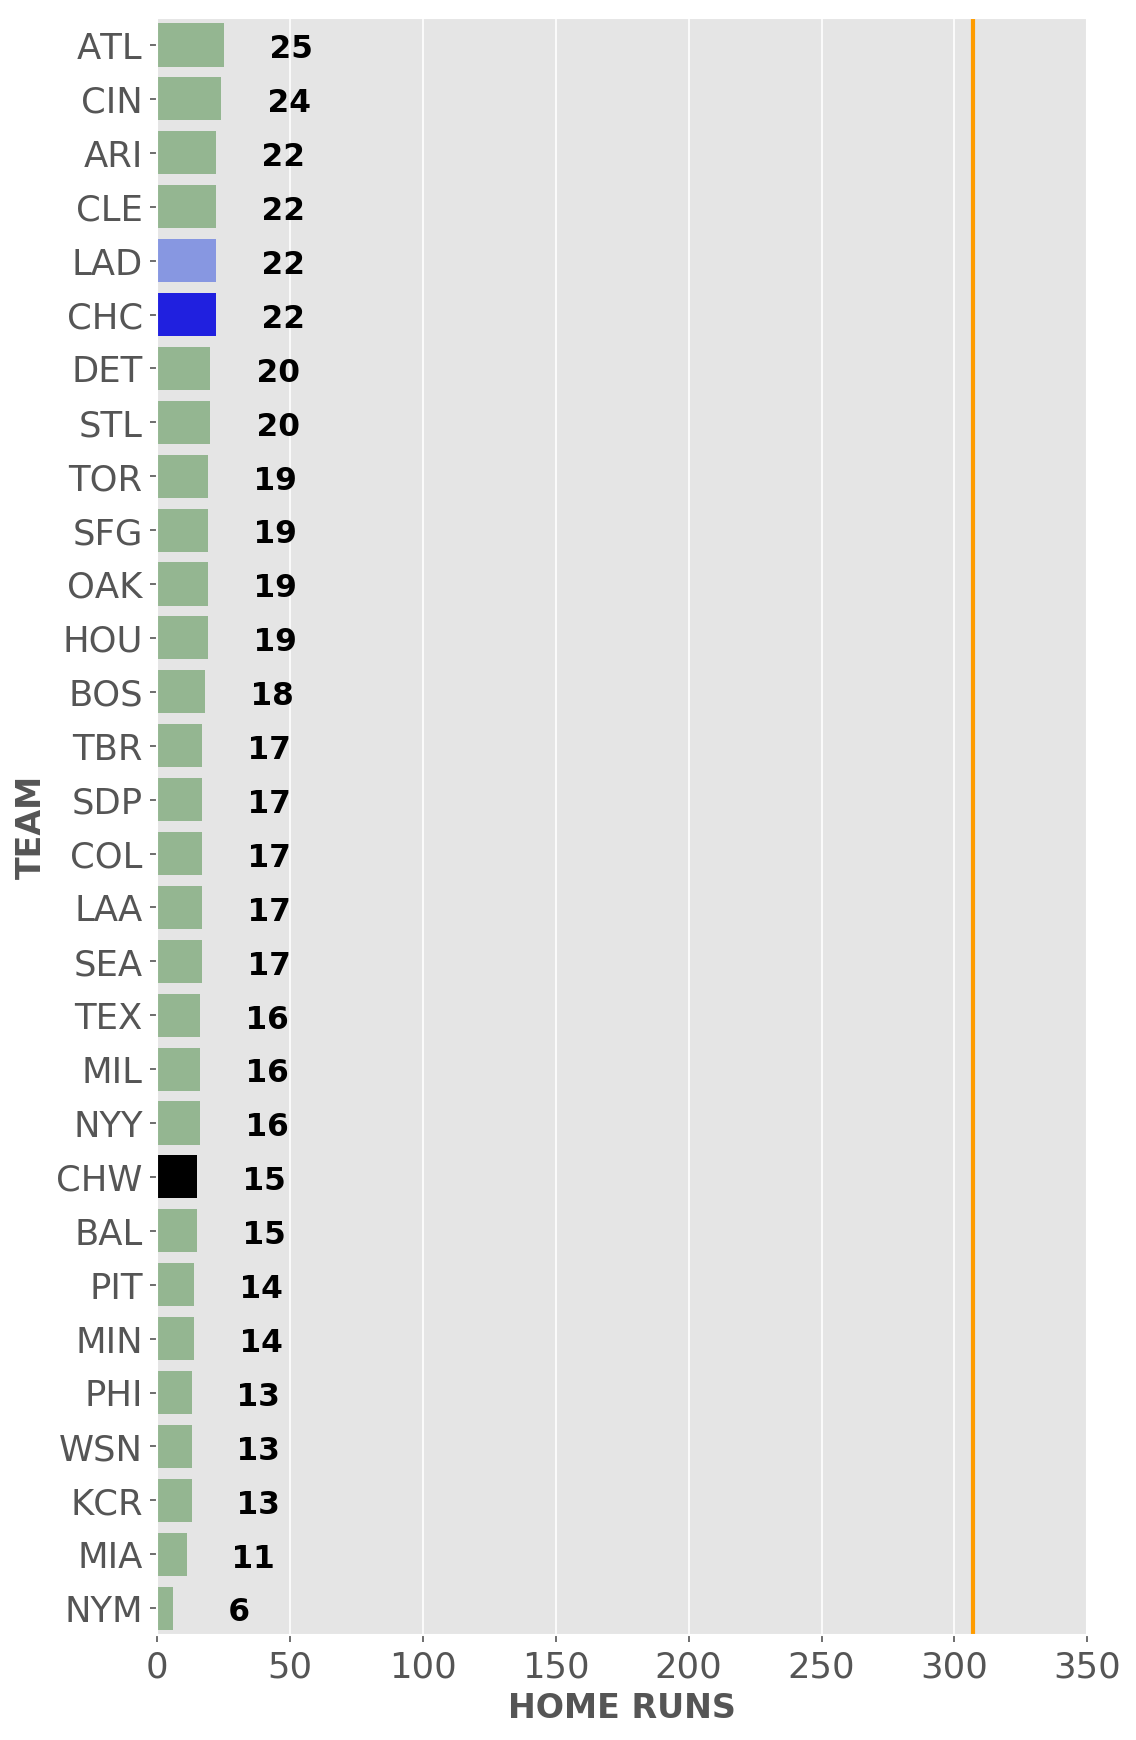 ATL 25
CIN 24
ARI 22
CLE 22
LAD 22
CHC 22
DET 20
STL 20
TOR 19
SFG 19
OAK 19
HOU 19
BOS 18
TBR 17
SDP 17
COL 17
LAA 17
SEA 17
TEX 16
MIL 16
NYY 16
CHW 15
BAL 15
PIT 14
MIN 14
PHI 13
WSN 13
KCR 13
MIA 11
NYM 6
TEAM
0 50 100 150 200 250 300 350
HOME RUNS